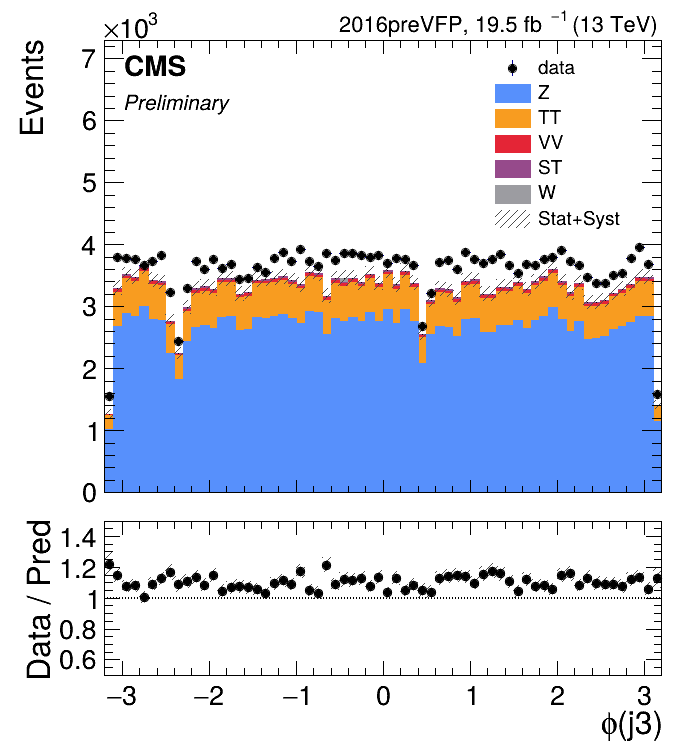 ×10³ 2016preVFP, 19.5 fb ⁻¹ (13 TeV)
Events
CMS
Preliminary
data
Z
TT
VV
ST
W
Stat+Syst
7
6
5
4
3
2
1
0
Data / Pred
1.4
1.2
1
0.8
0.6
−3 −2 −1 0 1 2 3
ϕ(j3)